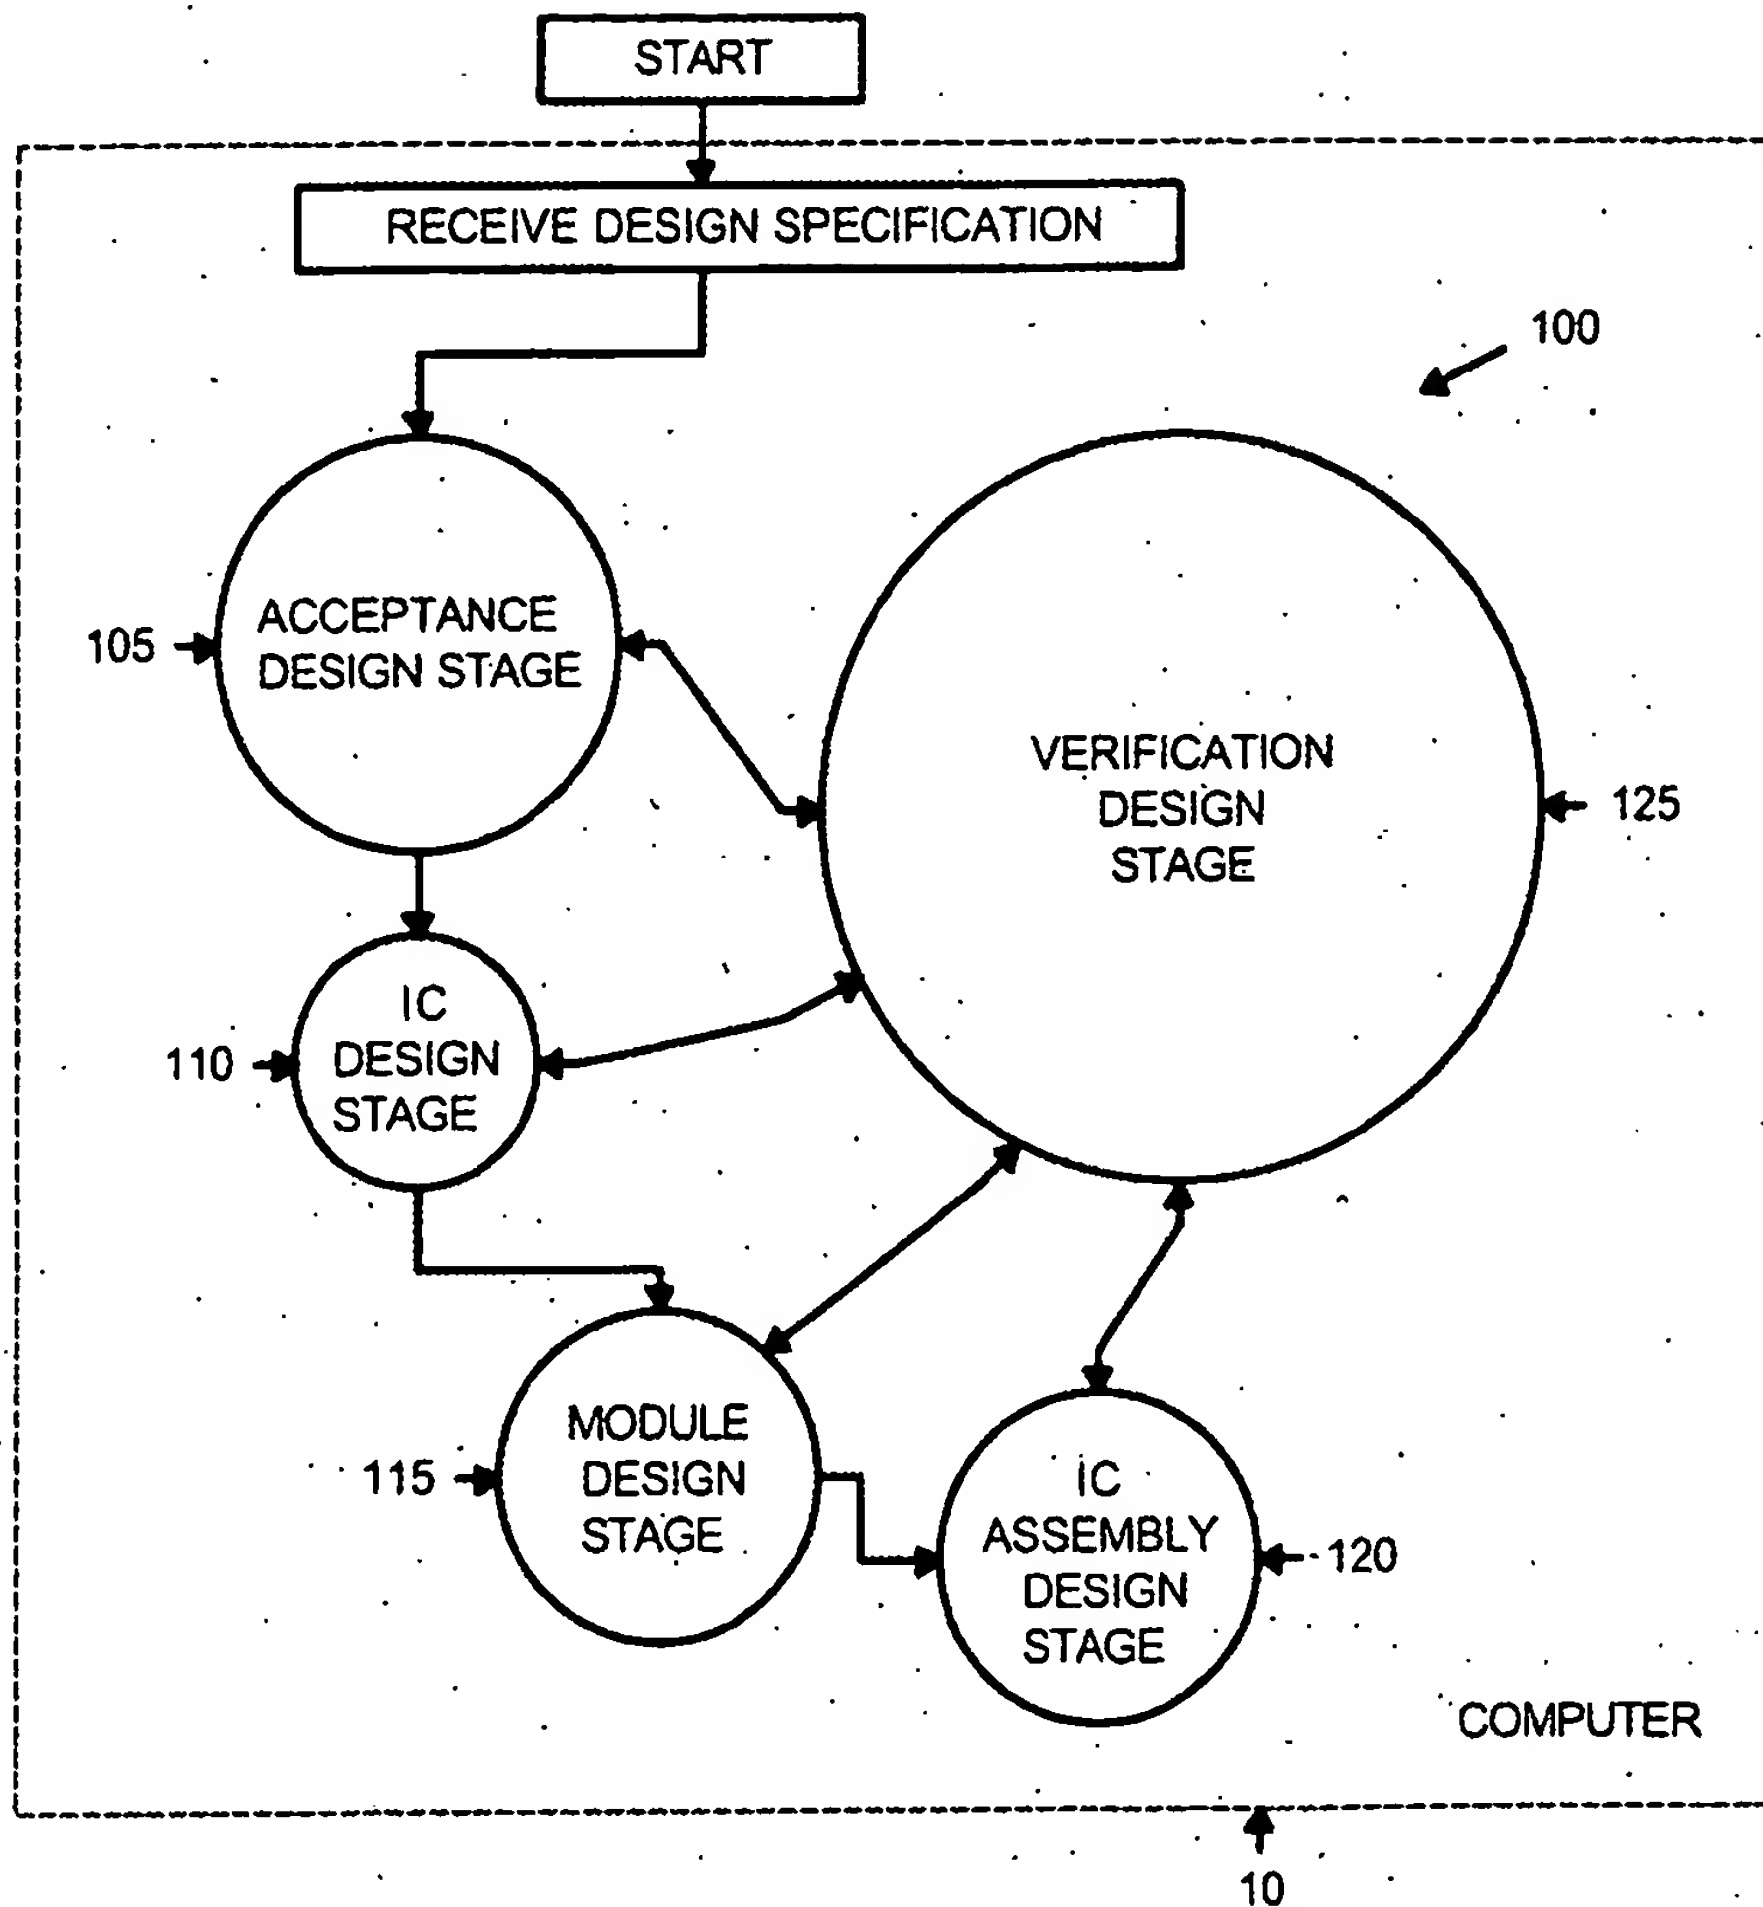 START
RECEIVE DESIGN SPECIFICATION
100
105
ACCEPTANCE
DESIGN STAGE
VERIFICATION
DESIGN
STAGE
125
110
IC
DESIGN
STAGE
115
MODULE
DESIGN
STAGE
IC
ASSEMBLY
DESIGN
STAGE
120
COMPUTER
10